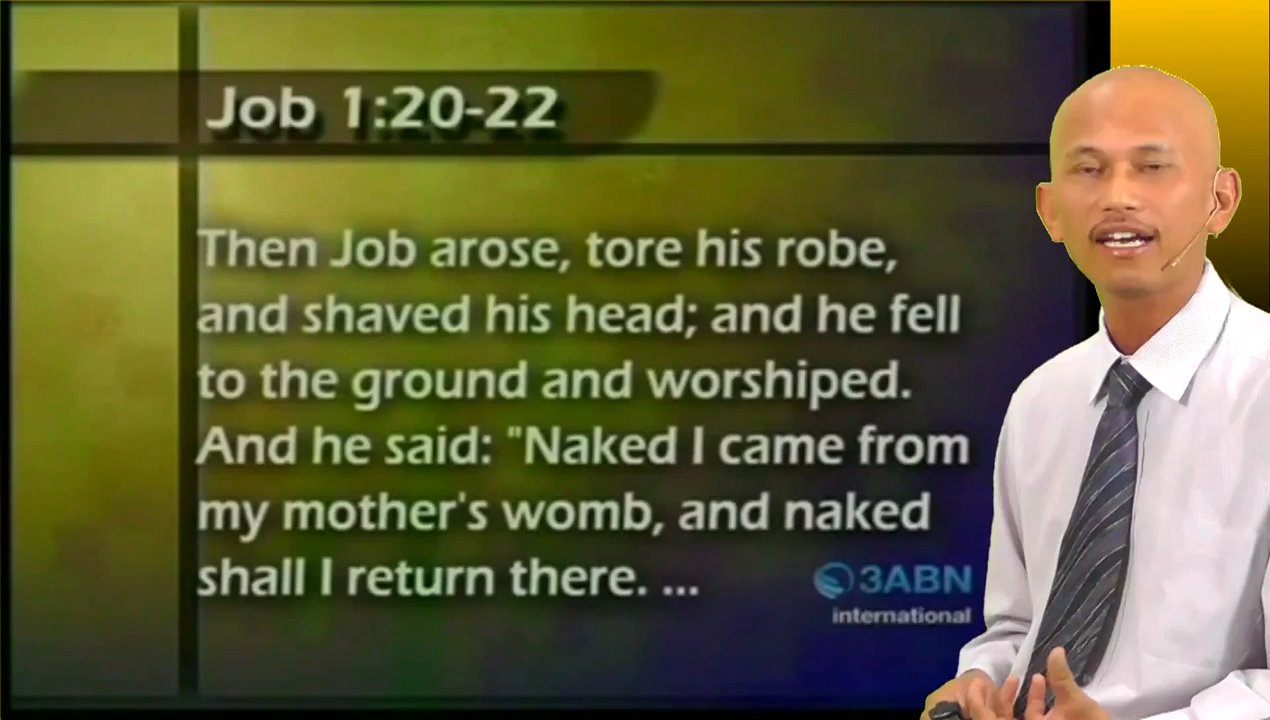 Job 1:20-22
Then Job arose, tore his robe,
and shaved his head; and he fell
to the ground and worshiped.
And he said: "Naked I came from
my mother's womb, and naked
shall I return there. ...
3ABN
international